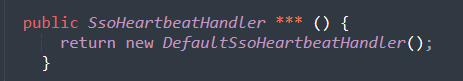 public SsoHeartbeatHandler *** () {
return new DefaultSsoHeartbeatHandler();
}